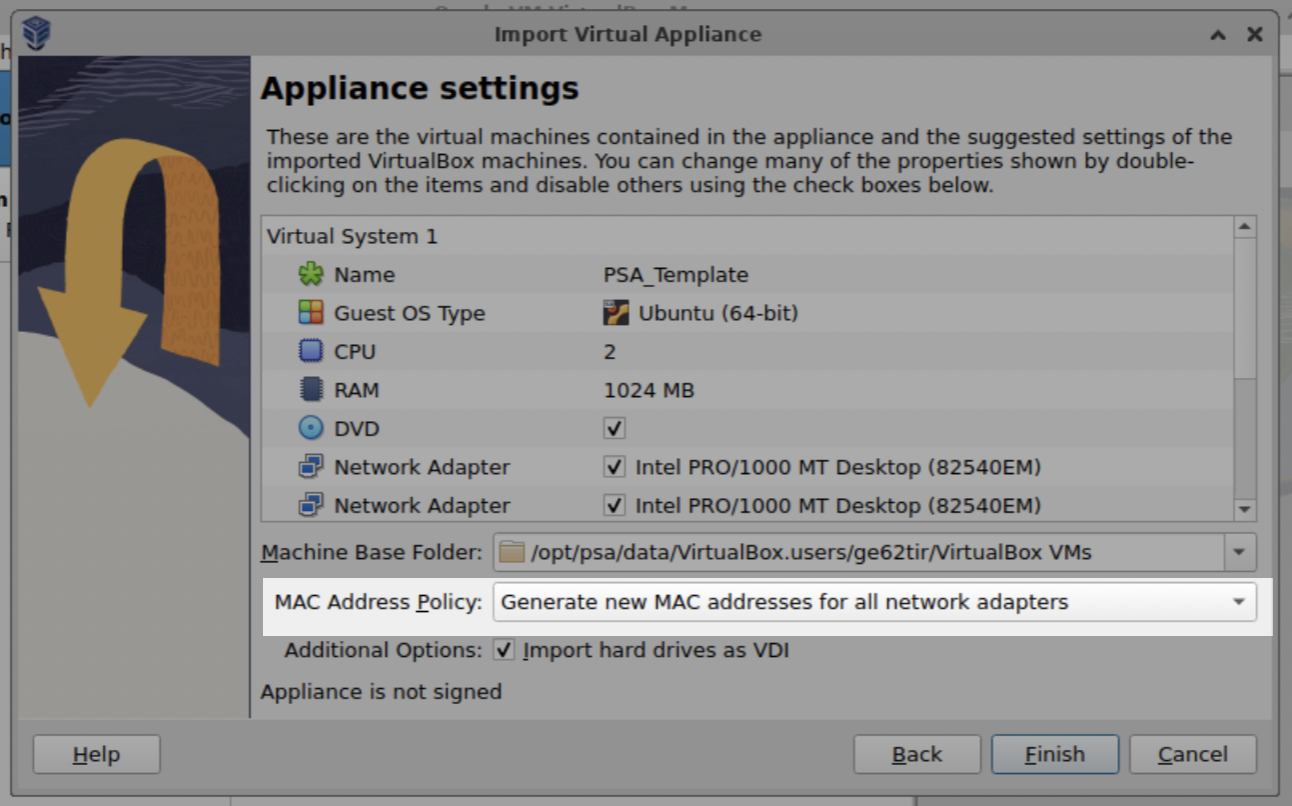 Import Virtual Appliance
Appliance settings
These are the virtual machines contained in the appliance and the suggested settings of the
imported VirtualBox machines. You can change many of the properties shown by double-
clicking on the items and disable others using the check boxes below.
Virtual System 1
Name PSA_Template
Guest OS Type Ubuntu (64-bit)
CPU 2
RAM 1024 MB
DVD
Network Adapter Intel PRO/1000 MT Desktop (82540EM)
Network Adapter Intel PRO/1000 MT Desktop (82540EM)
Machine Base Folder: /opt/psa/data/VirtualBox.users/ge62tir/VirtualBox VMs
MAC Address Policy: Generate new MAC addresses for all network adapters
Additional Options: Import hard drives as VDI
Appliance is not signed
Help Back Finish Cancel